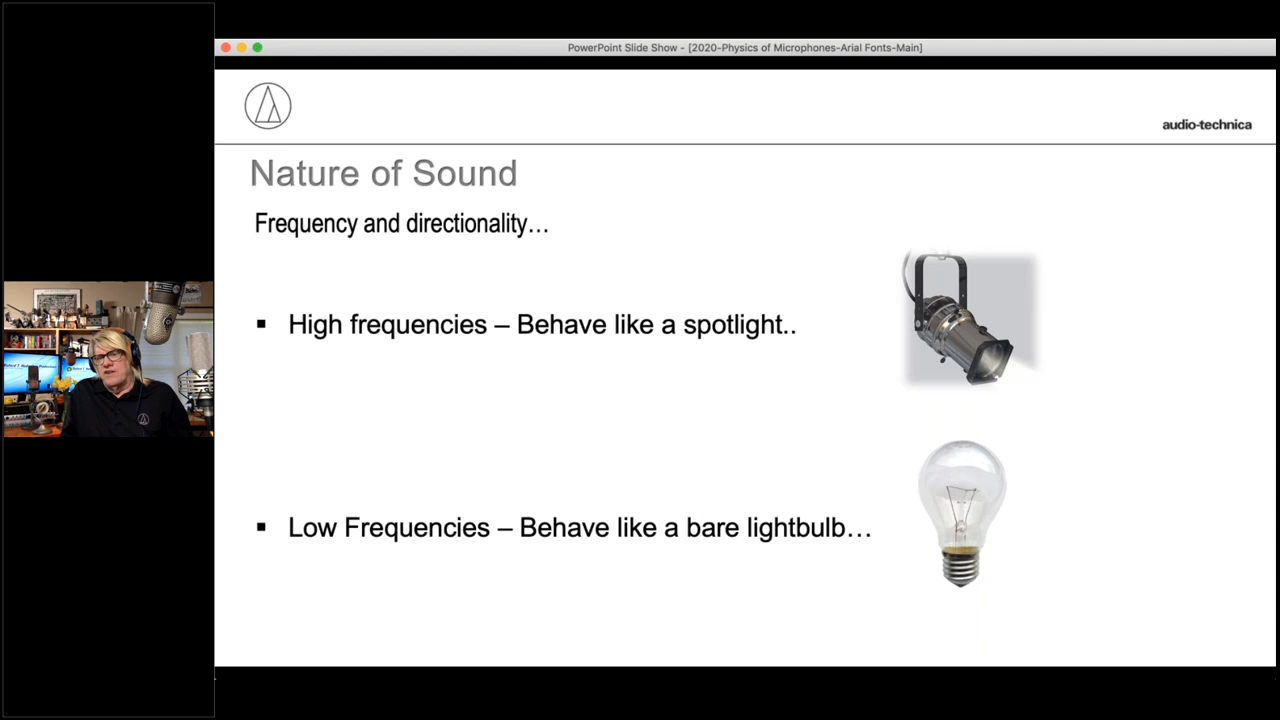 PowerPoint Slide Show - [2020-Physics of Microphones-Arial Fonts-Main]
audio-technica
Nature of Sound
Frequency and directionality…
▪ High frequencies – Behave like a spotlight..
▪ Low Frequencies – Behave like a bare lightbulb…